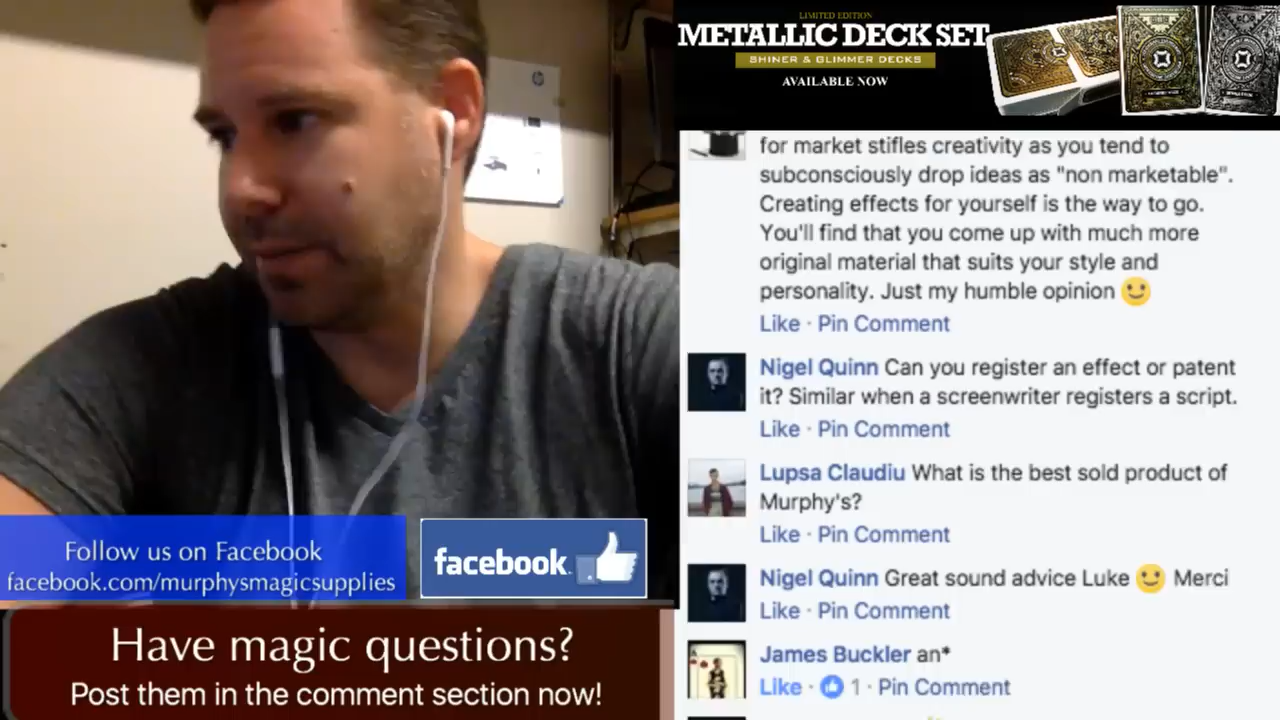 LIMITED EDITION
METALLIC DECK SET
SHINER & GLIMMER DECKS
AVAILABLE NOW
for market stifles creativity as you tend to
subconsciously drop ideas as "non marketable".
Creating effects for yourself is the way to go.
You'll find that you come up with much more
original material that suits your style and
personality. Just my humble opinion 🙂
Like · Pin Comment
Nigel Quinn Can you register an effect or patent
it? Similar when a screenwriter registers a script.
Like · Pin Comment
Lupsa Claudiu What is the best sold product of
Murphy's?
Like · Pin Comment
Nigel Quinn Great sound advice Luke 🙂 Merci
Like · Pin Comment
James Buckler an*
Like · 1 · Pin Comment
Follow us on Facebook
facebook.com/murphysmagicsupplies
facebook.
Have magic questions?
Post them in the comment section now!
hp